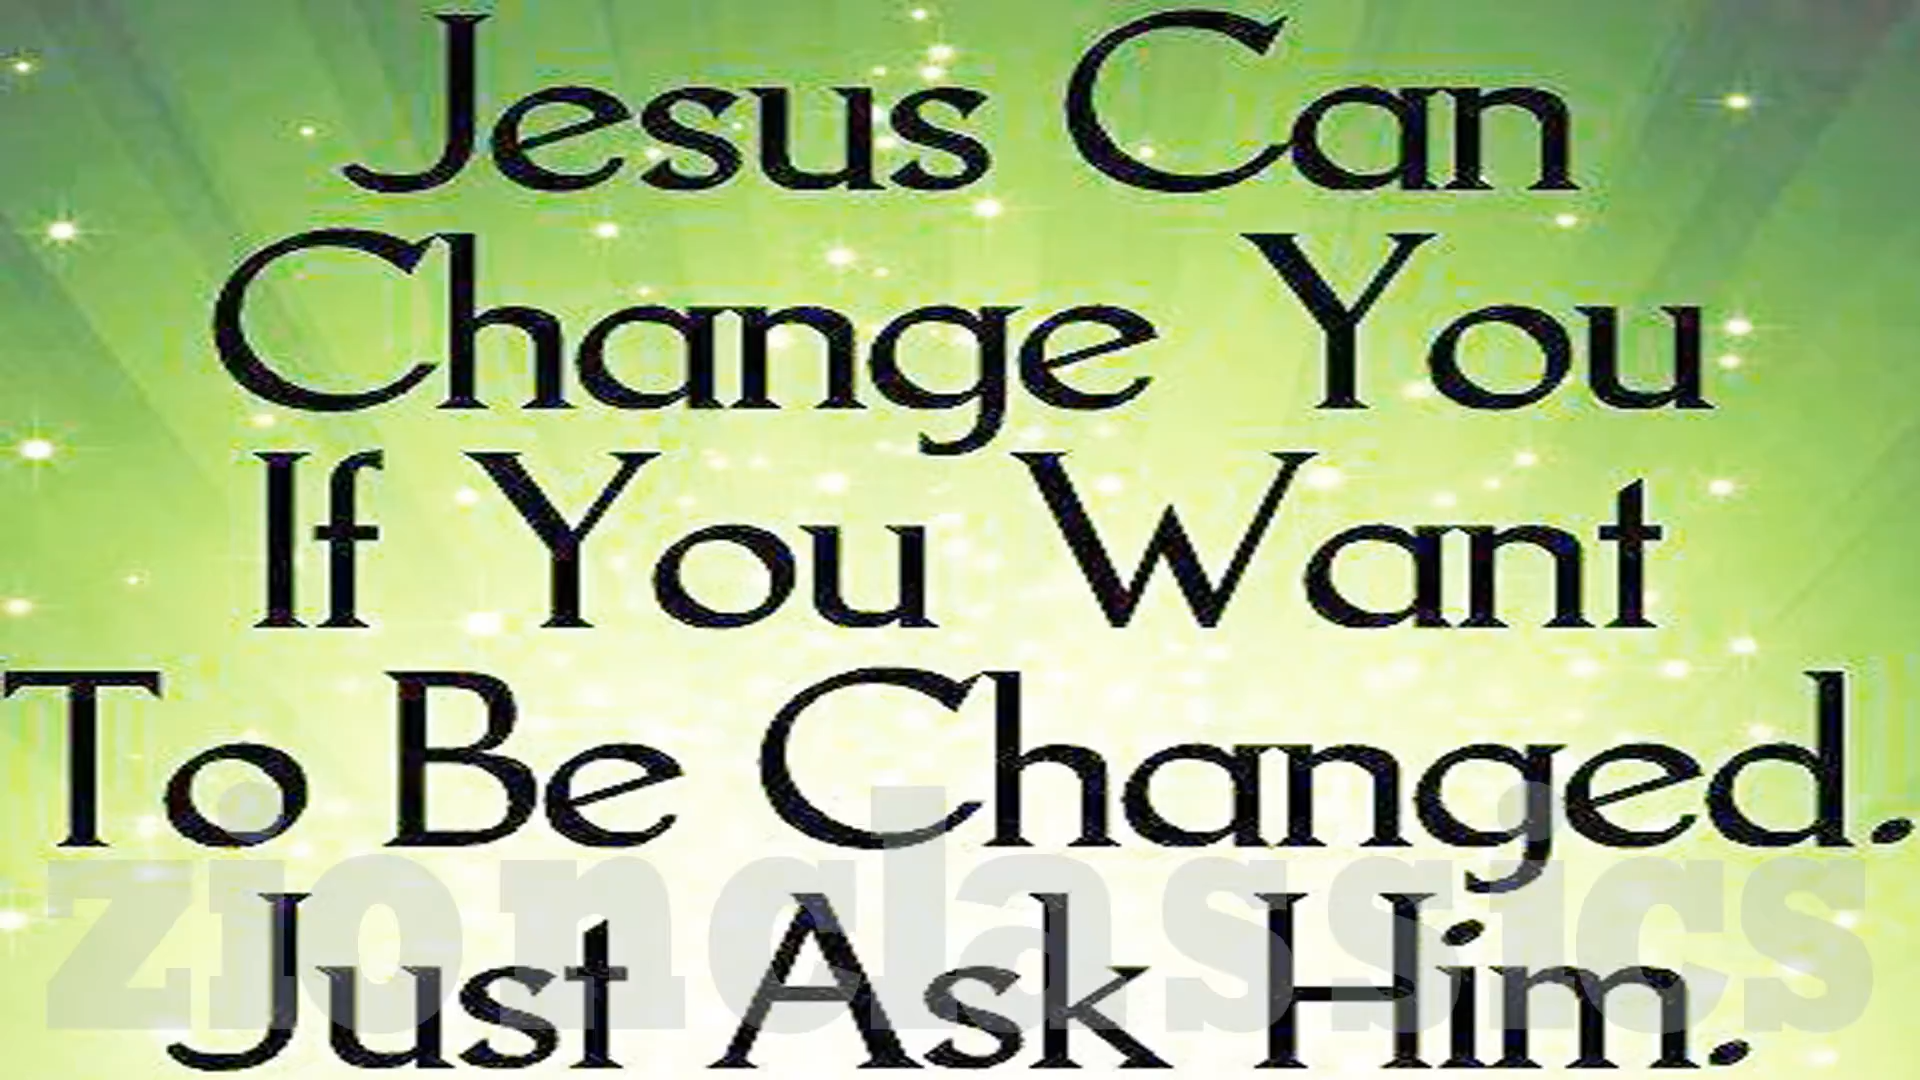 Jesus Can
Change You
If You Want
To Be Changed.
Just Ask Him.
zionclassics